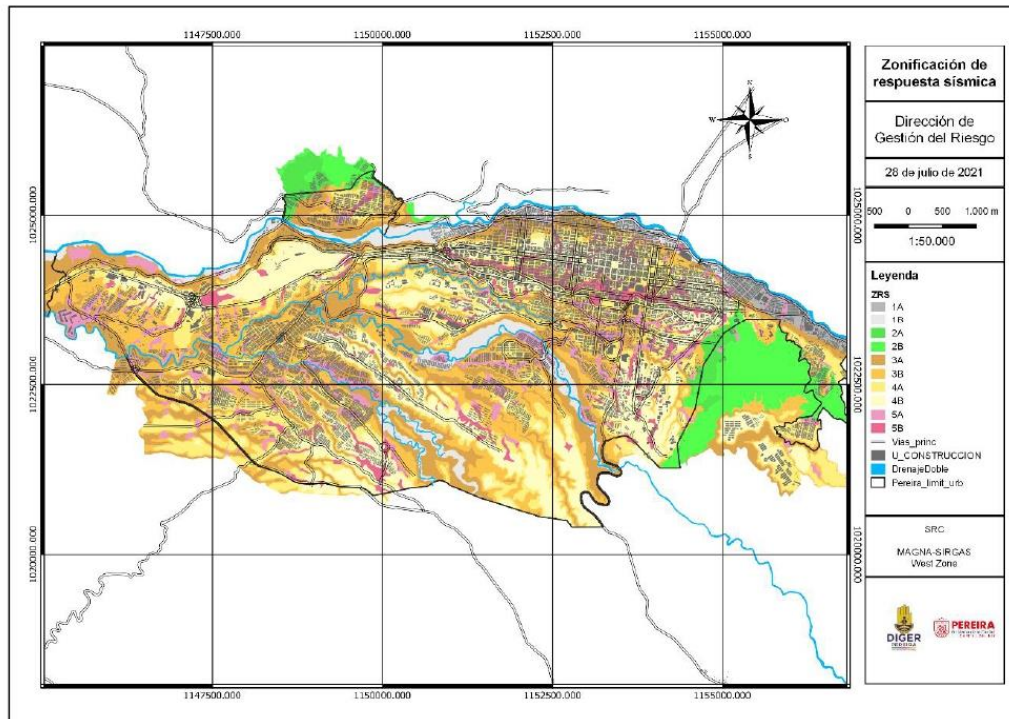 1147500.000 1150000.000 1152500.000 1155000.000
1025000.000 1025000.000
1022500.000 1022500.000
1020000.000 1020000.000
1147500.000 1150000.000 1152500.000 1155000.000
N
W O
S
Zonificación de
respuesta sísmica
Dirección de
Gestión del Riesgo
28 de julio de 2021
500 0 500 1.000 m
1:50.000
Leyenda
ZRS
1A
1B
2A
2B
3A
3B
4A
4B
5A
5B
Vias_princ
U_CONSTRUCCION
DrenajeDoble
Pereira_limit_urb
SRC
MAGNA-SIRGAS
West Zone
DIGER
PEREIRA